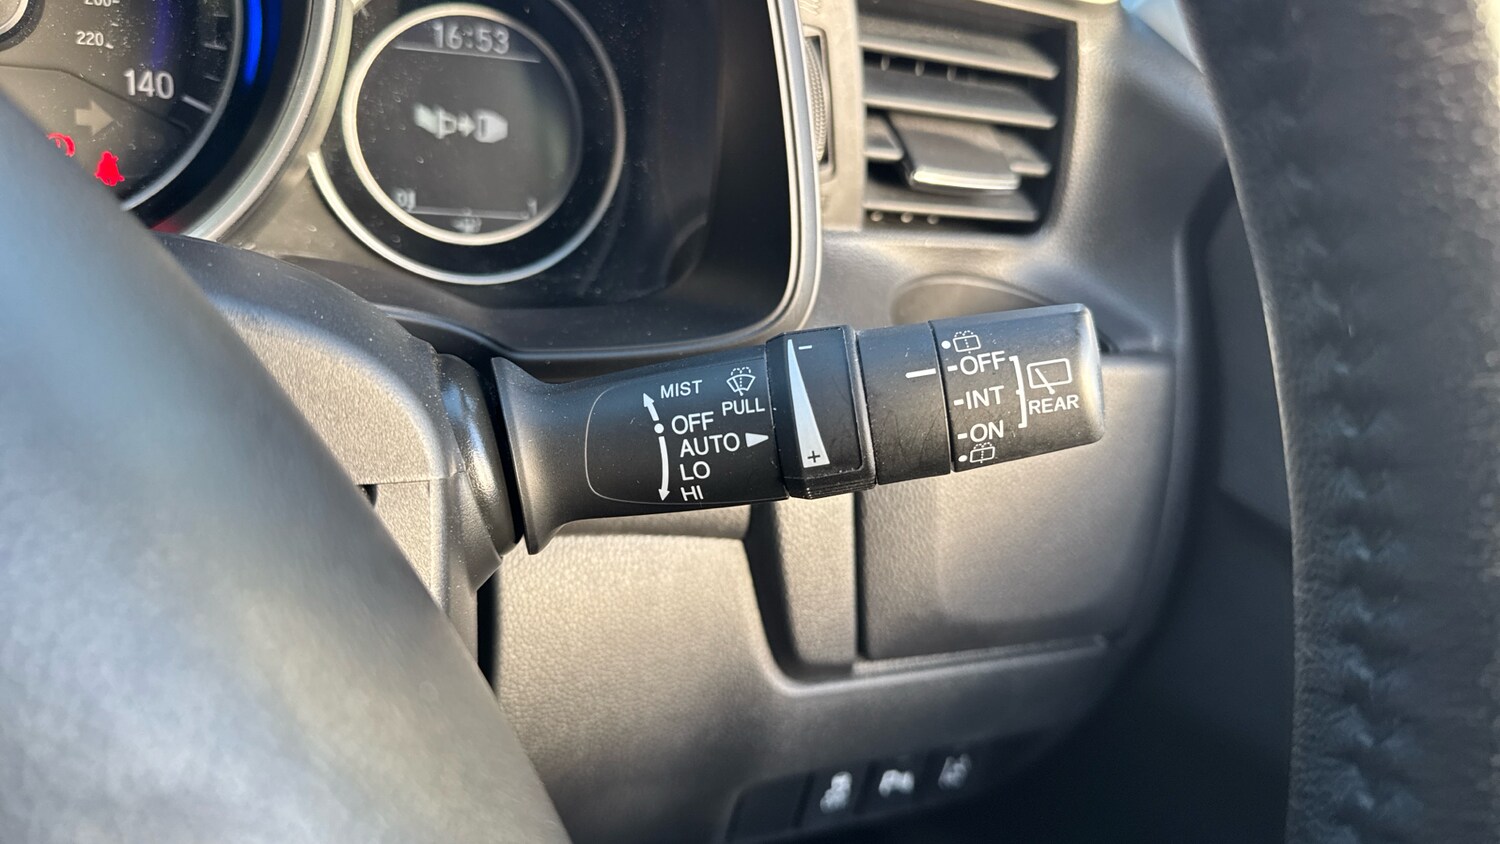 220
140
16:53
MIST
PULL
OFF
AUTO
LO
HI
-
+
OFF
INT
ON
REAR